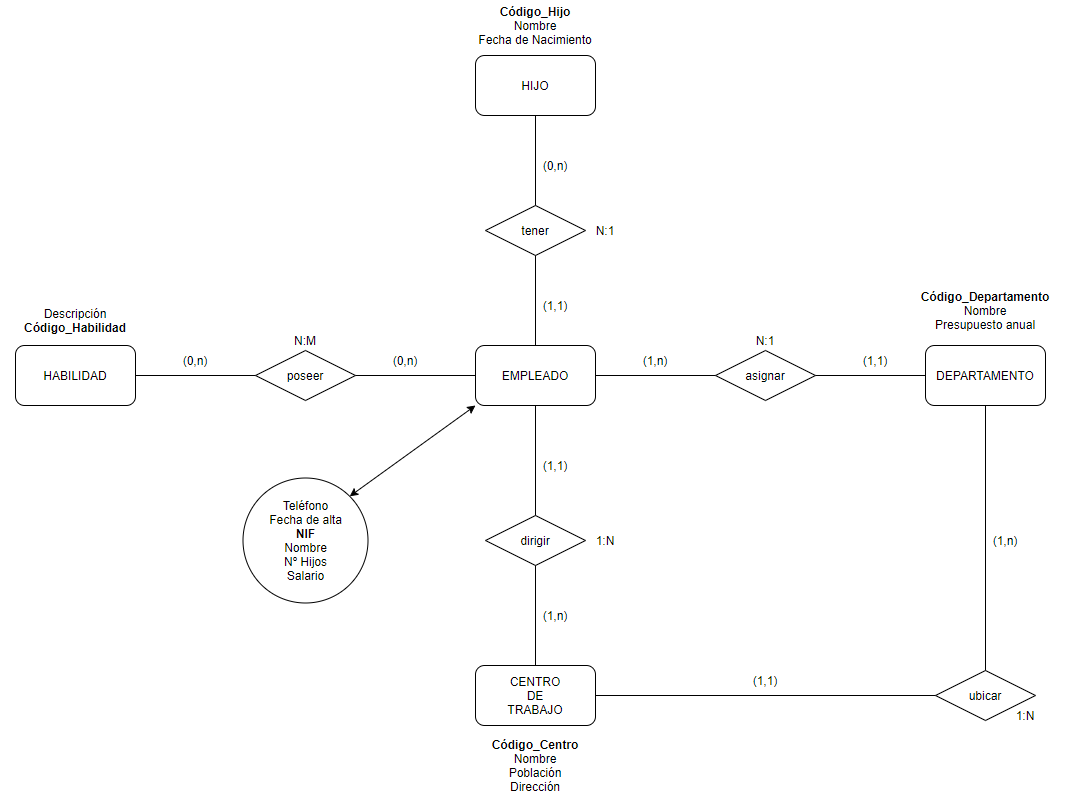 Código_Hijo
Nombre
Fecha de Nacimiento
HIJO
(0,n)
tener
N:1
(1,1)
Descripción
Código_Habilidad
HABILIDAD
(0,n)
N:M
poseer
(0,n)
EMPLEADO
(1,n)
N:1
asignar
(1,1)
Código_Departamento
Nombre
Presupuesto anual
DEPARTAMENTO
Teléfono
Fecha de alta
NIF
Nombre
Nº Hijos
Salario
(1,1)
dirigir
1:N
(1,n)
(1,n)
CENTRO
DE
TRABAJO
(1,1)
ubicar
1:N
Código_Centro
Nombre
Población
Dirección